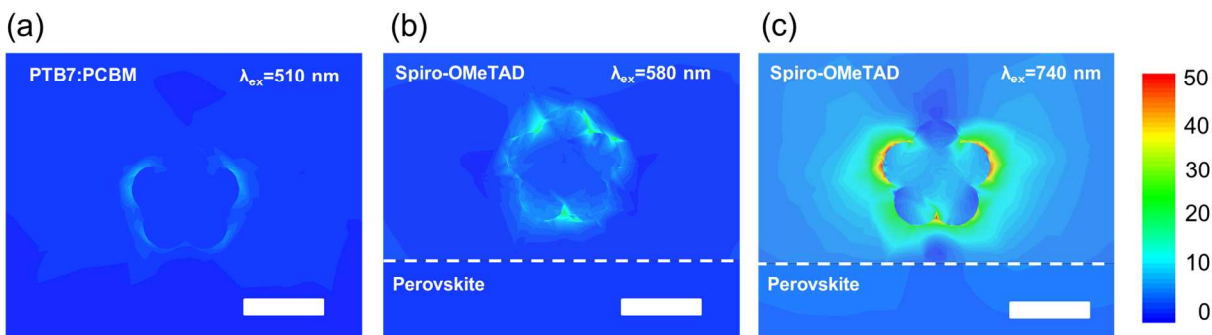 (a)
(b)
(c)
PTB7:PCBM
λex=510 nm
Spiro-OMeTAD
λex=580 nm
Spiro-OMeTAD
λex=740 nm
Perovskite
Perovskite
50
40
30
20
10
0